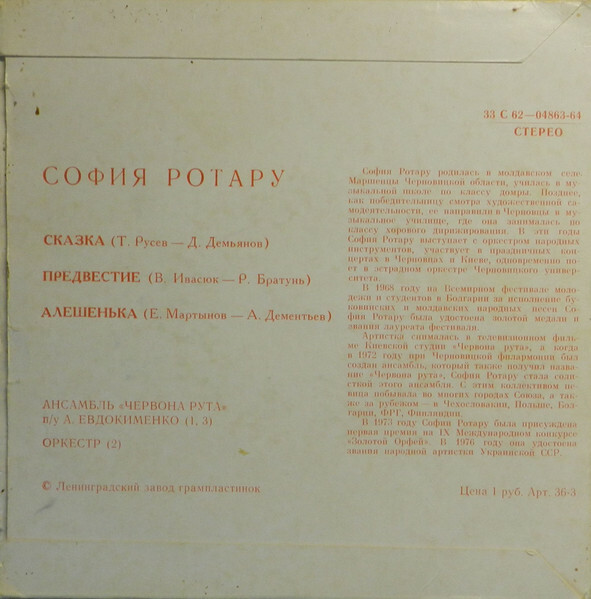 33 С 62—04863-64
СТЕРЕО
СОФИЯ РОТАРУ
СКАЗКА (Т. Русев — Д. Демьянов)
ПРЕДВЕСТИЕ (В. Ивасюк — Р. Братунь)
АЛЕШЕНЬКА (Е. Мартынов — А. Дементьев)
АНСАМБЛЬ «ЧЕРВОНА РУТА»
п/у А. ЕВДОКИМЕНКО (1, 3)
ОРКЕСТР (2)
© Ленинградский завод грампластинок
София Ротару родилась в молдавском селе
Маршенцы Черновицкой области, училась в му-
зыкальной школе по классу домры. Позднее,
как победительницу смотра художественной са-
модеятельности, ее направили в Черновцы в му-
зыкальное училище, где она занималась по
классу хорового дирижирования. В эти годы
София Ротару выступает с оркестром народных
инструментов, участвует в праздничных кон-
цертах в Черновцах и Киеве, одновременно по-
ет в эстрадном оркестре Черновицкого универ-
ситета.
В 1968 году на Всемирном фестивале моло-
дежи и студентов в Болгарии за исполнение бу-
ковинских и молдавских народных песен Со-
фия Ротару была удостоена золотой медали и
звания лауреата фестиваля.
Артистка снималась в телевизионном филь-
ме Киевской студии «Червона рута», а когда
в 1972 году при Черновицкой филармонии был
создан ансамбль, который также получил назва-
ние «Червона рута», София Ротару стала соли-
сткой этого ансамбля. С этим коллективом пе-
вица побывала во многих городах Союза, а так-
же за рубежом — в Чехословакии, Польше, Бол-
гарии, ФРГ, Финляндии.
В 1973 году Софии Ротару была присуждена
первая премия на IX Международном конкурсе
«Золотой Орфей». В 1976 году она удостоена
звания народной артистки Украинской ССР.
Цена 1 руб. Арт. 36-3